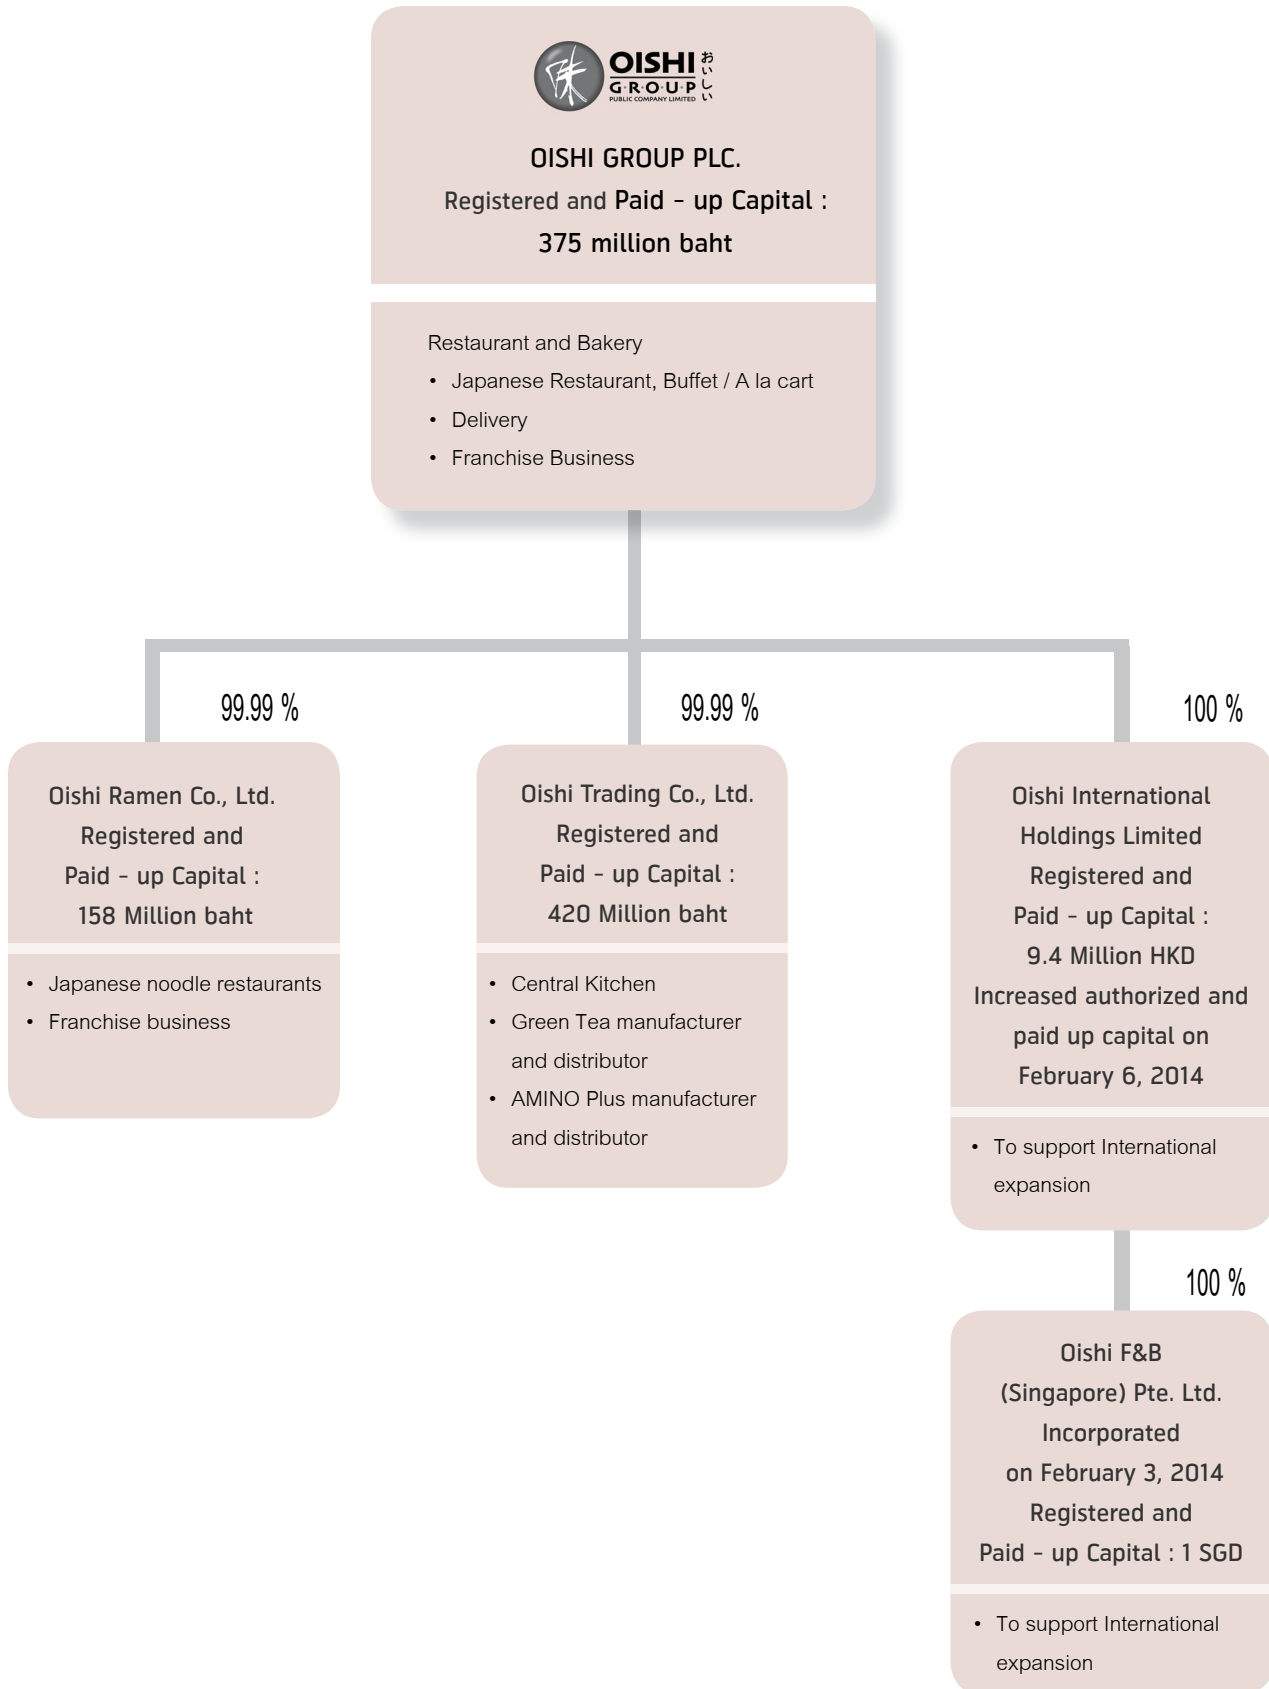 OISHI おいしい
G·R·O·U·P
PUBLIC COMPANY LIMITED
味
OISHI GROUP PLC.
Registered and Paid - up Capital :
375 million baht
Restaurant and Bakery
• Japanese Restaurant, Buffet / A la cart
• Delivery
• Franchise Business
99.99 %
Oishi Ramen Co., Ltd.
Registered and
Paid - up Capital :
158 Million baht
• Japanese noodle restaurants
• Franchise business
99.99 %
Oishi Trading Co., Ltd.
Registered and
Paid - up Capital :
420 Million baht
• Central Kitchen
• Green Tea manufacturer
and distributor
• AMINO Plus manufacturer
and distributor
100 %
Oishi International
Holdings Limited
Registered and
Paid - up Capital :
9.4 Million HKD
Increased authorized and
paid up capital on
February 6, 2014
• To support International
expansion
100 %
Oishi F&B
(Singapore) Pte. Ltd.
Incorporated
on February 3, 2014
Registered and
Paid - up Capital : 1 SGD
• To support International
expansion